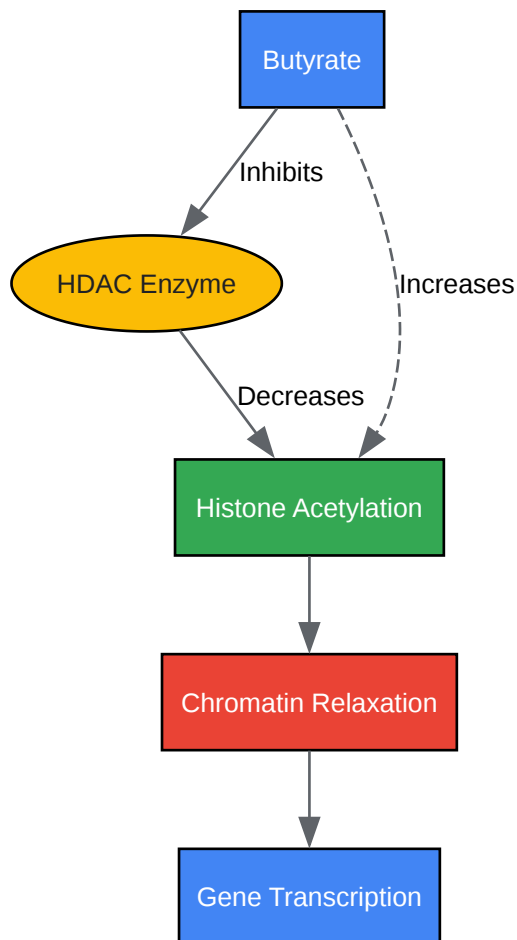 Butyrate
Inhibits
HDAC Enzyme
Increases
Decreases
Histone Acetylation
Chromatin Relaxation
Gene Transcription